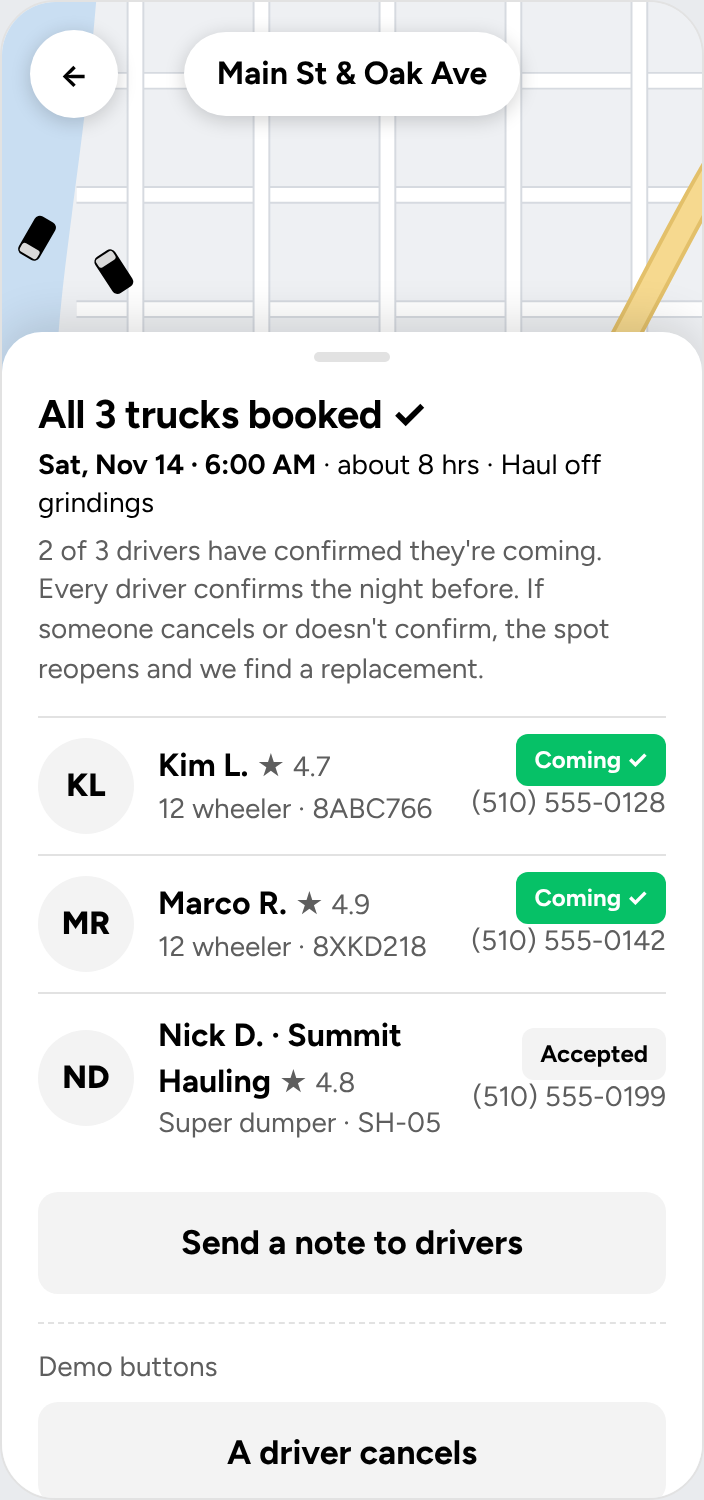 Main St & Oak Ave
All 3 trucks booked ✓
Sat, Nov 14 · 6:00 AM · about 8 hrs · Haul off
grindings
2 of 3 drivers have confirmed they're coming.
Every driver confirms the night before. If
someone cancels or doesn't confirm, the spot
reopens and we find a replacement.
KL
Kim L. ★ 4.7
12 wheeler · 8ABC766
Coming ✓
(510) 555-0128
MR
Marco R. ★ 4.9
12 wheeler · 8XKD218
Coming ✓
(510) 555-0142
ND
Nick D. · Summit
Hauling ★ 4.8
Super dumper · SH-05
Accepted
(510) 555-0199
Send a note to drivers
Demo buttons
A driver cancels